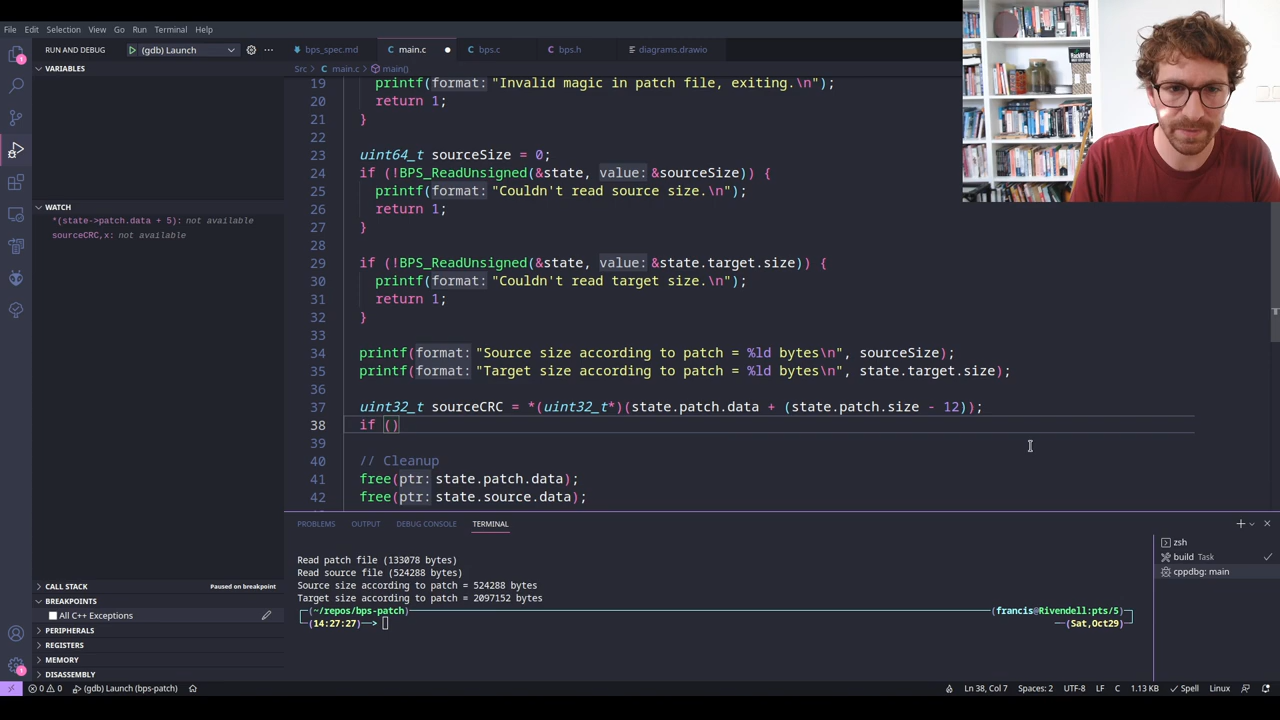 File Edit Selection View Go Run Terminal Help
RUN AND DEBUG (gdb) Launch
bps_spec.md main.c bps.c bps.h diagrams.drawio
VARIABLES
Src > main.c > main()
19 printf(format: "Invalid magic in patch file, exiting.\n");
20 return 1;
21 }
22
23 uint64_t sourceSize = 0;
24 if (!BPS_ReadUnsigned(&state, value: &sourceSize)) {
25 printf(format: "Couldn't read source size.\n");
26 return 1;
27 }
28
29 if (!BPS_ReadUnsigned(&state, value: &state.target.size)) {
30 printf(format: "Couldn't read target size.\n");
31 return 1;
32 }
33
34 printf(format: "Source size according to patch = %ld bytes\n", sourceSize);
35 printf(format: "Target size according to patch = %ld bytes\n", state.target.size);
36
37 uint32_t sourceCRC = *(uint32_t*)(state.patch.data + (state.patch.size - 12));
38 if ()
39
40 // Cleanup
41 free(ptr: state.patch.data);
42 free(ptr: state.source.data);
WATCH
*(state->patch.data + 5): not available
sourceCRC,x: not available
CALL STACK Paused on breakpoint
BREAKPOINTS
All C++ Exceptions
PERIPHERALS
REGISTERS
MEMORY
DISASSEMBLY
PROBLEMS OUTPUT DEBUG CONSOLE TERMINAL
Read patch file (133078 bytes)
Read source file (524288 bytes)
Source size according to patch = 524288 bytes
Target size according to patch = 2097152 bytes
(~/repos/bps-patch) (francis@Rivendell:pts/5)
(14:27:27)-> (Sat,Oct29)
zsh
build Task
cppdbg: main
0 0 (gdb) Launch (bps-patch) Ln 38, Col 7 Spaces: 2 UTF-8 LF C 1.13 KB Spell Linux